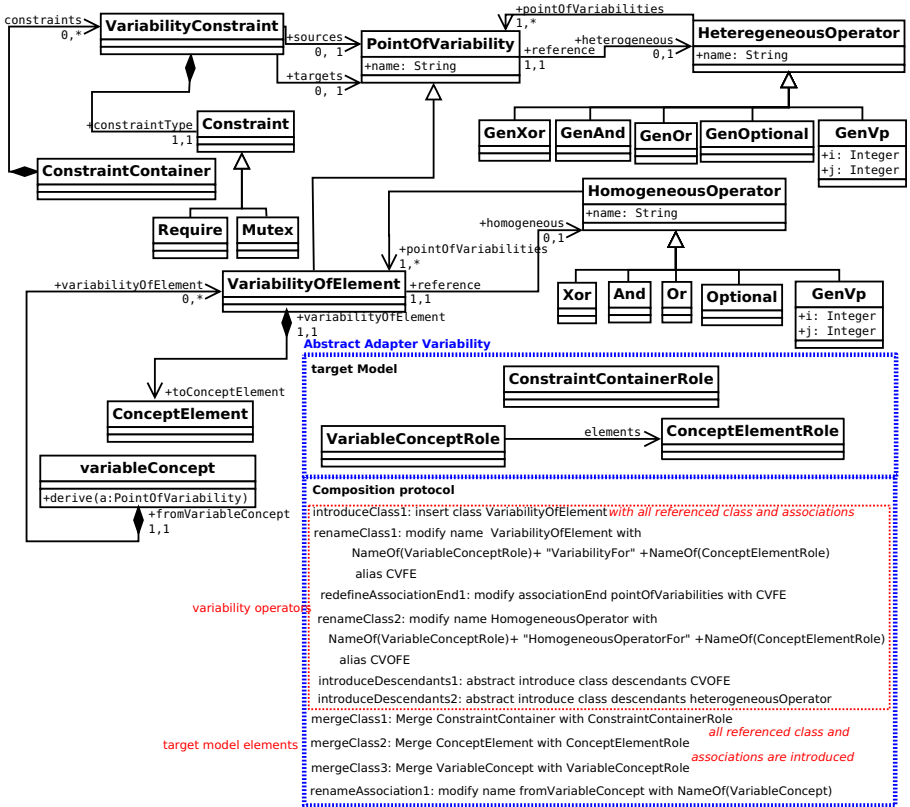 constraints
0,*
VariabilityConstraint
+sources
0, 1
+targets
0, 1
PointOfVariability
+name: String
+pointOfVariabilities
1,*
+reference
1,1
+heterogeneous
0,1
HeteregeneousOperator
+name: String
+constraintType
1,1
Constraint
ConstraintContainer
Require
Mutex
GenXor
GenAnd
GenOr
GenOptional
GenVp
+i: Integer
+j: Integer
HomogeneousOperator
+name: String
+homogeneous
0,1
+pointOfVariabilities
1,*
+variabilityOfElement
0,*
VariabilityOfElement
+reference
1,1
Xor
And
Or
Optional
GenVp
+i: Integer
+j: Integer
+variabilityOfElement
1,1
+toConceptElement
ConceptElement
variableConcept
+derive(a:PointOfVariability)
+fromVariableConcept
1,1
Abstract Adapter Variability
target Model
ConstraintContainerRole
VariableConceptRole
elements
ConceptElementRole
Composition protocol
introduceClass1: insert class VariabilityOfElement with all referenced class and associations
renameClass1: modify name VariabilityOfElement with
NameOf(VariableConceptRole)+ "VariabilityFor" +NameOf(ConceptElementRole)
alias CVFE
redefineAssociationEnd1: modify associationEnd pointOfVariabilities with CVFE
variability operators
renameClass2: modify name HomogeneousOperator with
NameOf(VariableConceptRole)+ "HomogeneousOperatorFor" +NameOf(ConceptElementRole)
alias CVOFE
introduceDescendants1: abstract introduce class descendants CVOFE
introduceDescendants2: abstract introduce class descendants heterogeneousOperator
mergeClass1: Merge ConstraintContainer with ConstraintContainerRole
all referenced class and
target model elements
mergeClass2: Merge ConceptElement with ConceptElementRole
associations are introduced
mergeClass3: Merge VariableConcept with VariableConceptRole
renameAssociation1: modify name fromVariableConcept with NameOf(VariableConcept)